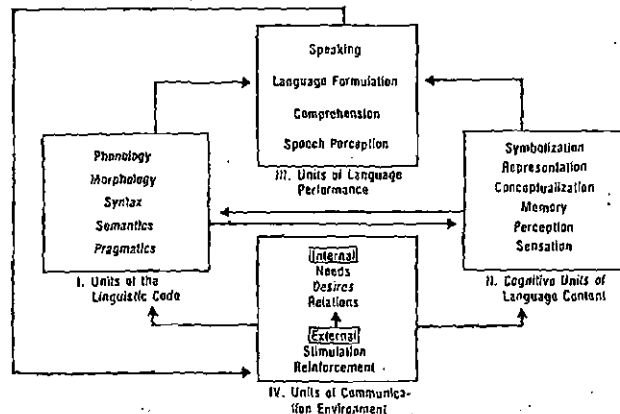 Speaking
Language Formulation
Comprehension
Speech Perception
III. Units of Language
Performance
Phonology
Morphology
Syntax
Semantics
Pragmatics
I. Units of the
Linguistic Code
Symbolization
Representation
Conceptualization
Memory
Perception
Sensation
II. Cognitive Units of
Language Content
Internal
Needs
Desires
Relations
External
Stimulation
Reinforcement
IV. Units of Communica-
tion Environment